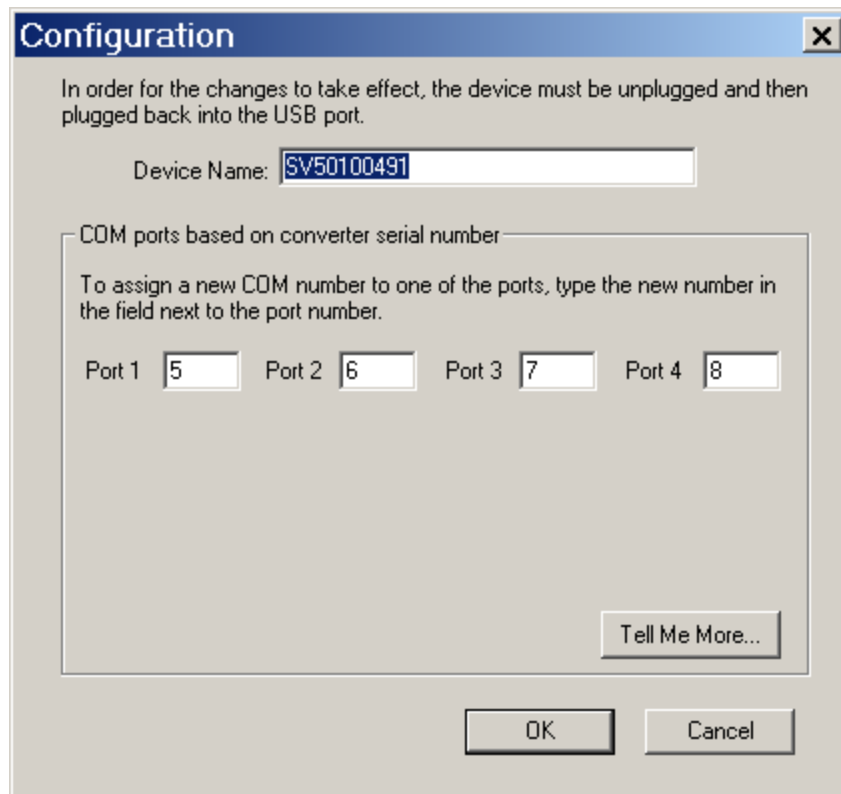 Configuration
In order for the changes to take effect, the device must be unplugged and then
plugged back into the USB port.
Device Name: SV50100491
COM ports based on converter serial number
To assign a new COM number to one of the ports, type the new number in
the field next to the port number.
Port 1 5 Port 2 6 Port 3 7 Port 4 8
Tell Me More...
OK Cancel